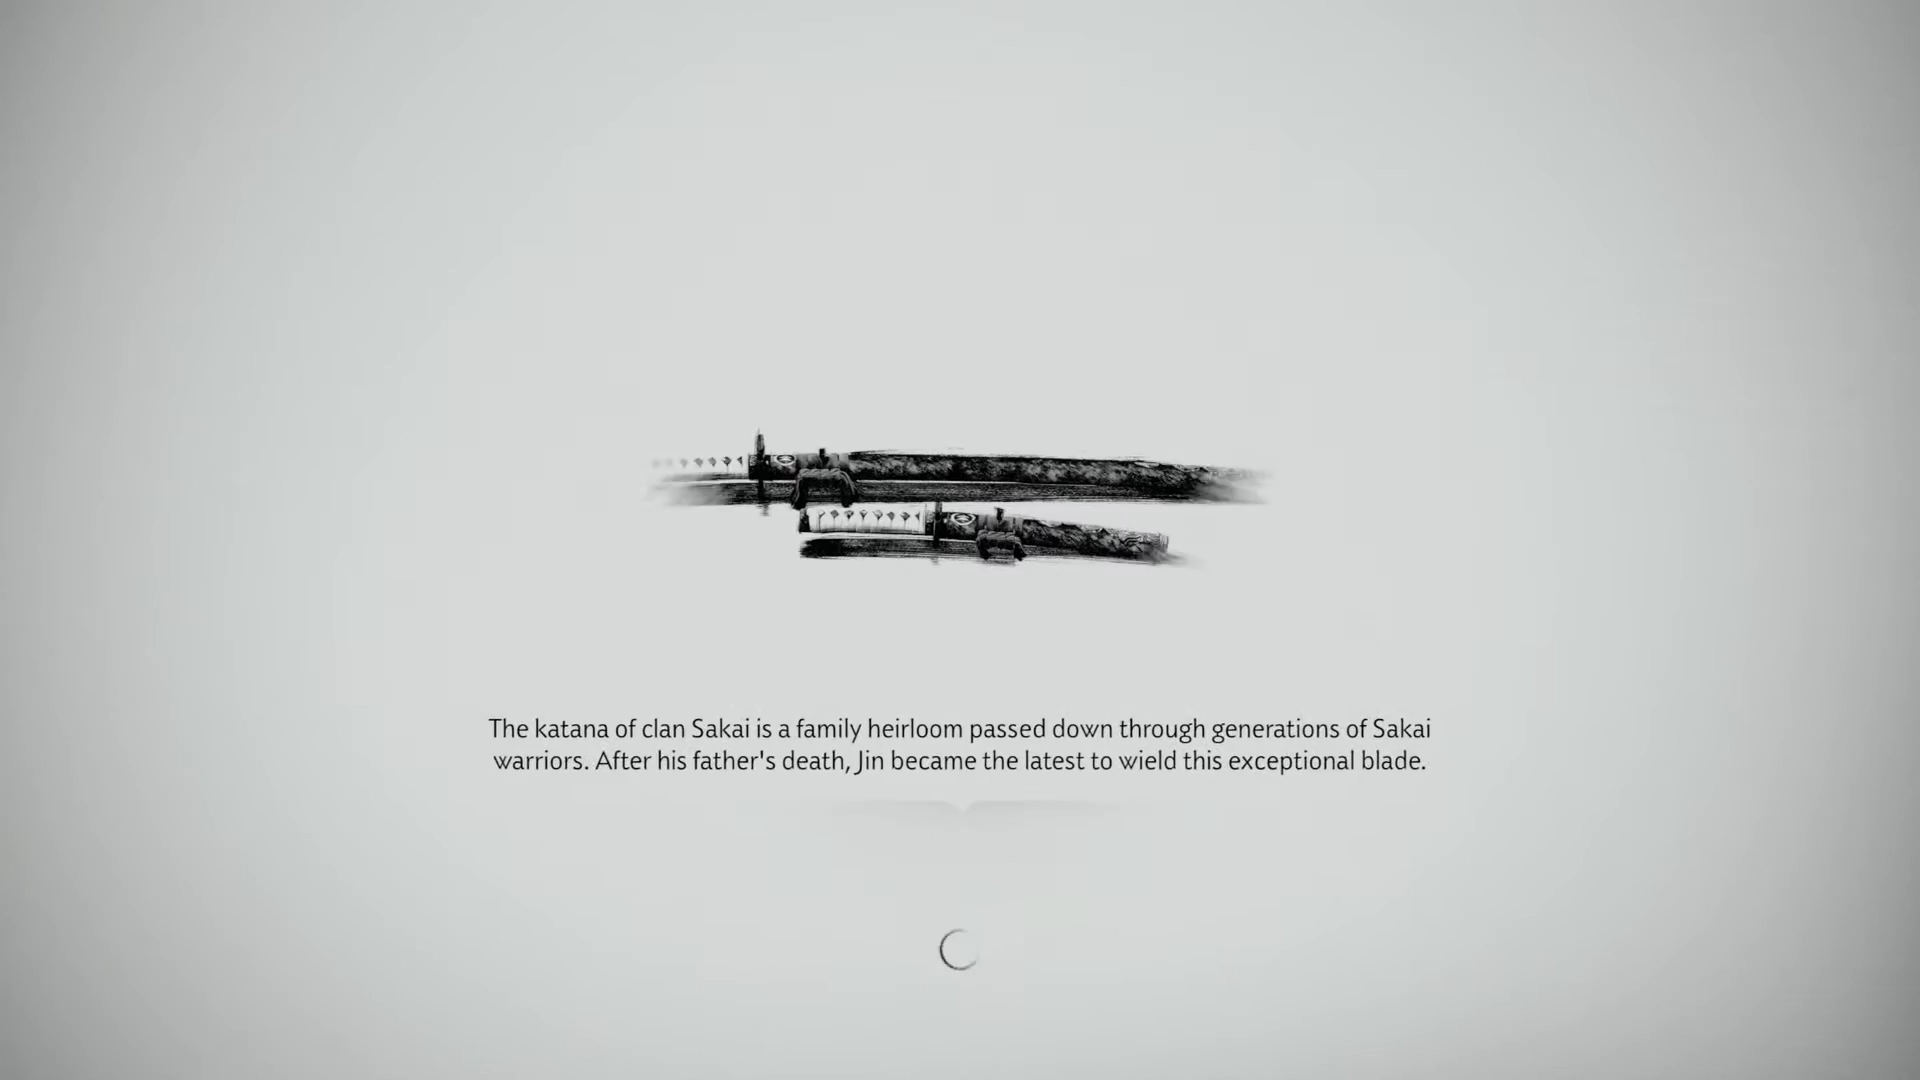 The katana of clan Sakai is a family heirloom passed down through generations of Sakai
warriors. After his father's death, Jin became the latest to wield this exceptional blade.